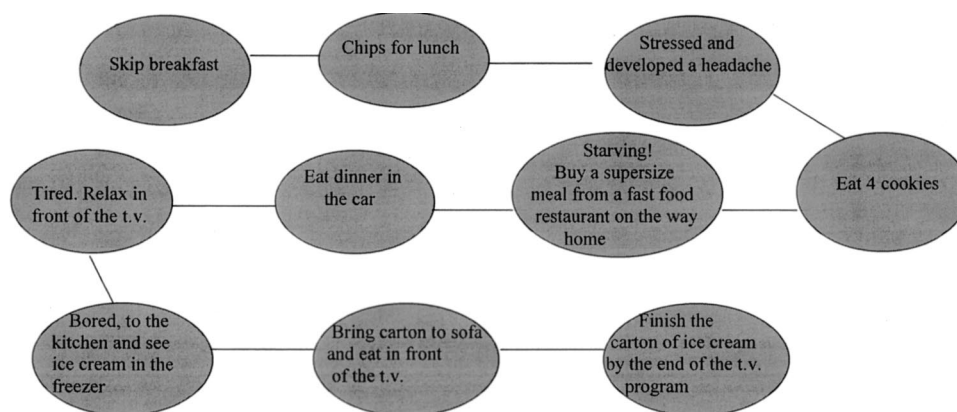 Skip breakfast
Chips for lunch
Stressed and
developed a headache
Eat 4 cookies
Starving!
Buy a supersize
meal from a fast food
restaurant on the way
home
Eat dinner in
the car
Tired. Relax in
front of the t.v.
Bored, to the
kitchen and see
ice cream in the
freezer
Bring carton to sofa
and eat in front
of the t.v.
Finish the
carton of ice cream
by the end of the t.v.
program